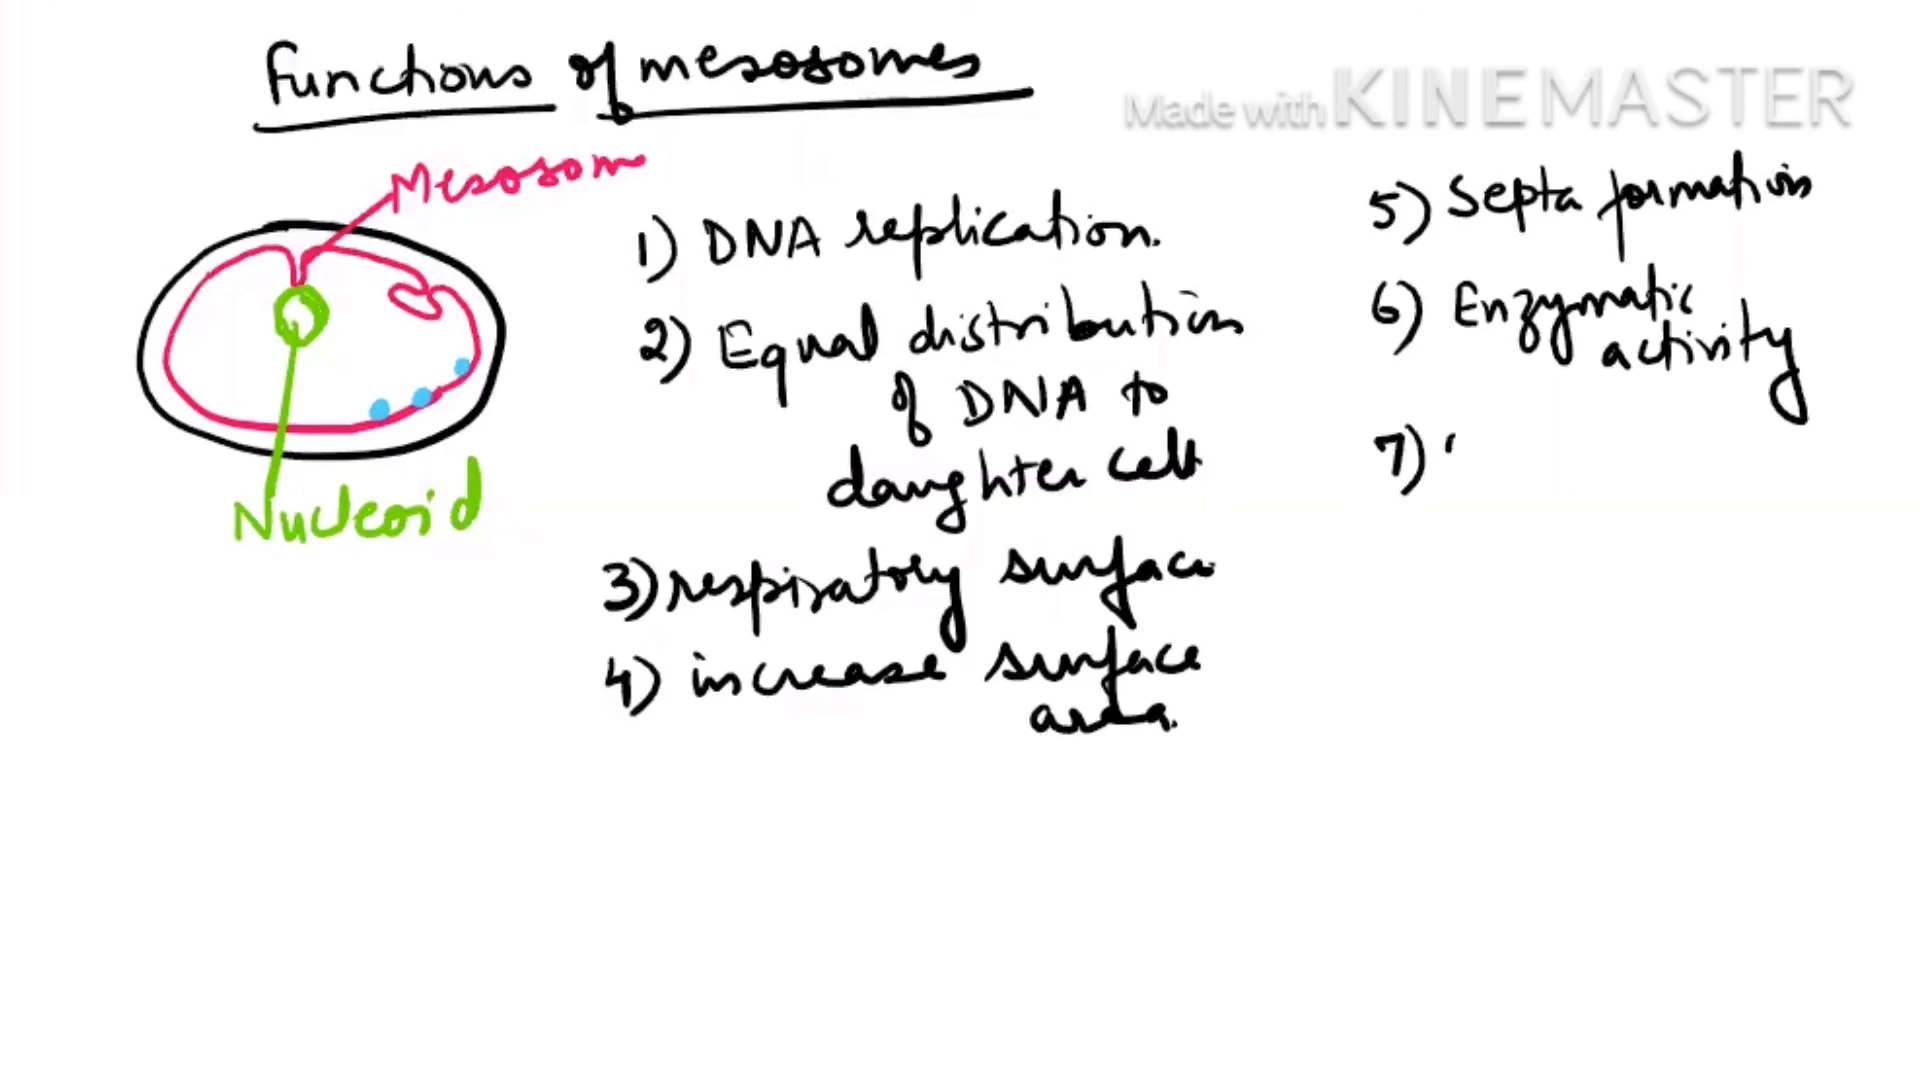 Functions of mesosomes
Made with KINEMASTER
Mesosom
1) DNA replication.
2) Equal distribution
of DNA to
daughter cell
3) respiratory surface
4) increase surface
area.
5) Septa formation
6) Enzymatic
activity
7)
Nucleoid